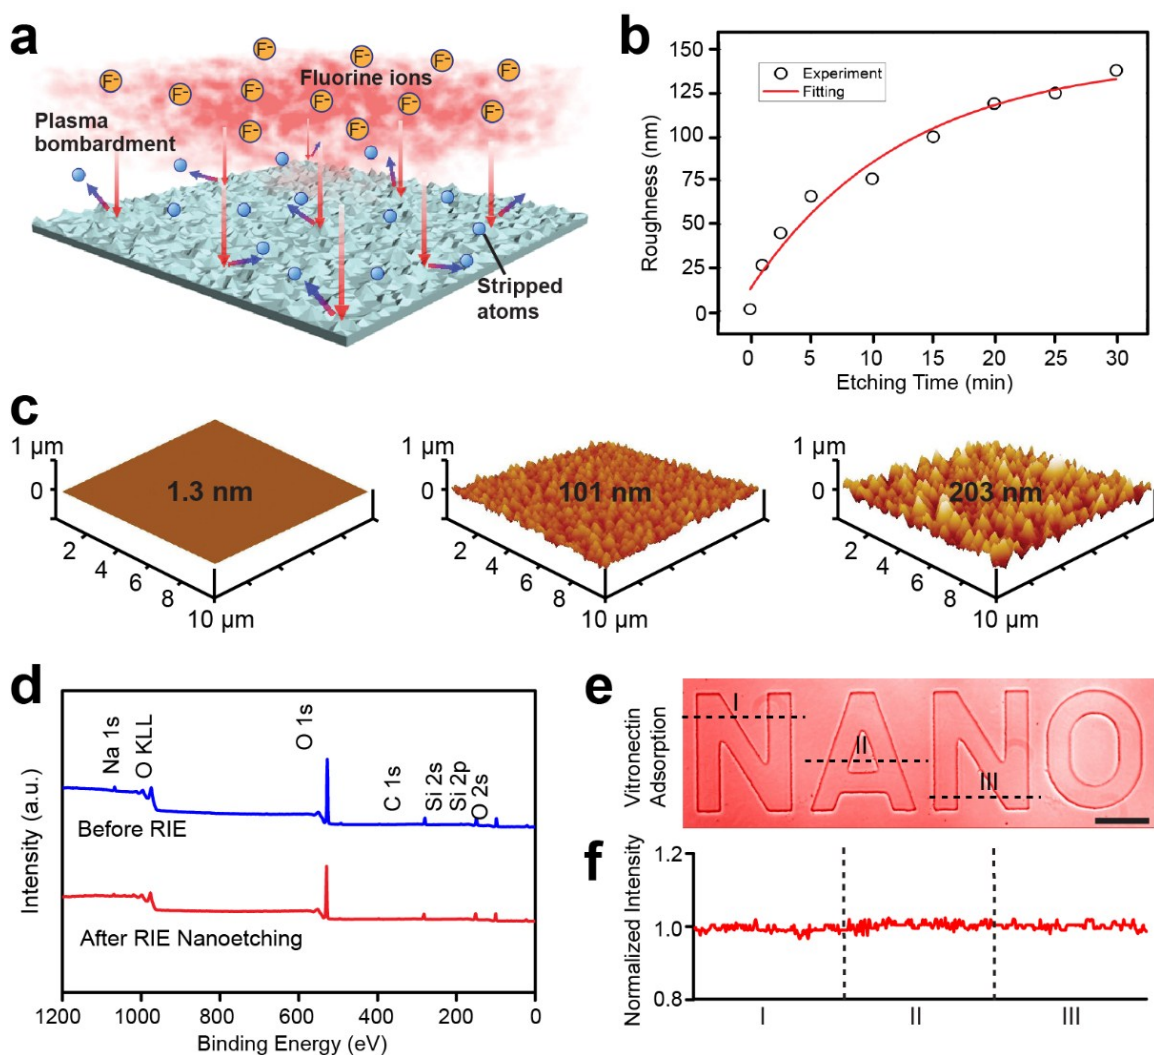 a
F⁻ F⁻ F⁻ F⁻
F⁻ F⁻ F⁻ F⁻ F⁻ F⁻ F⁻ F⁻
Fluorine ions
Plasma
bombardment
Stripped
atoms
b
Roughness (nm)
150
125
100
75
50
25
0
Experiment
Fitting
0 5 10 15 20 25 30
Etching Time (min)
c
1 µm
0
1.3 nm
2
4
6
8
10 µm
1 µm
0
101 nm
2
4
6
8
10 µm
1 µm
0
203 nm
2
4
6
8
10 µm
d
Intensity (a.u.)
Na 1s
O KLL
O 1s
C 1s
Si 2s
Si 2p
O 2s
Before RIE
After RIE Nanoetching
1200 1000 800 600 400 200 0
Binding Energy (eV)
e
Vitronectin
Adsorption
NANO
I
II
III
f
Normalized Intensity
1.2
1.0
0.8
I II III